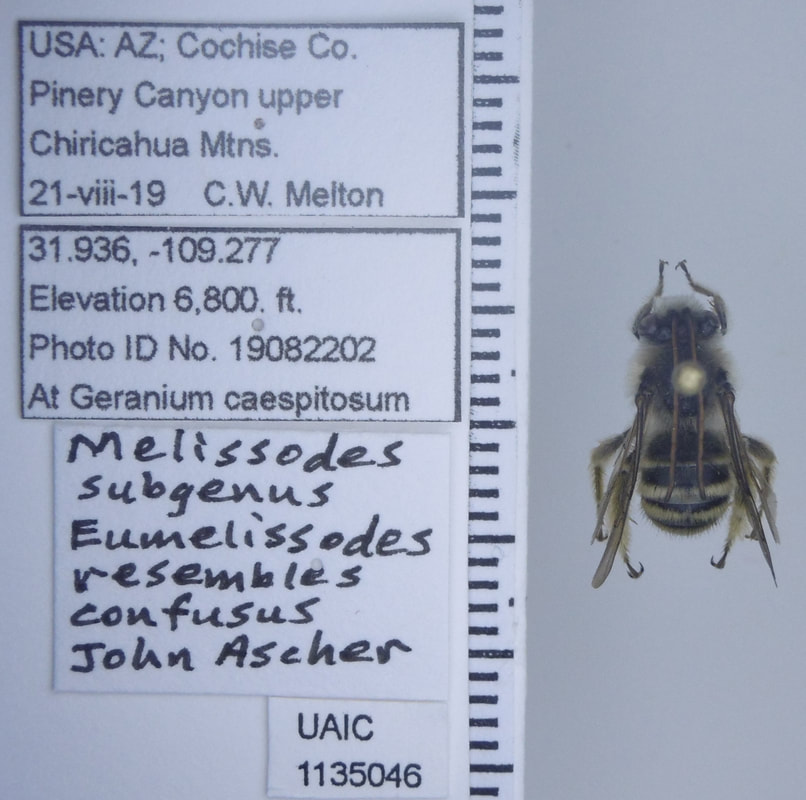 USA: AZ; Cochise Co.
Pinery Canyon upper
Chiricahua Mtns.
21-viii-19 C.W. Melton
31.936, -109.277
Elevation 6,800. ft.
Photo ID No. 19082202
At Geranium caespitosum
Melissodes
subgenus
Eumelissodes
resembles
confusus
John Ascher
UAIC
1135046